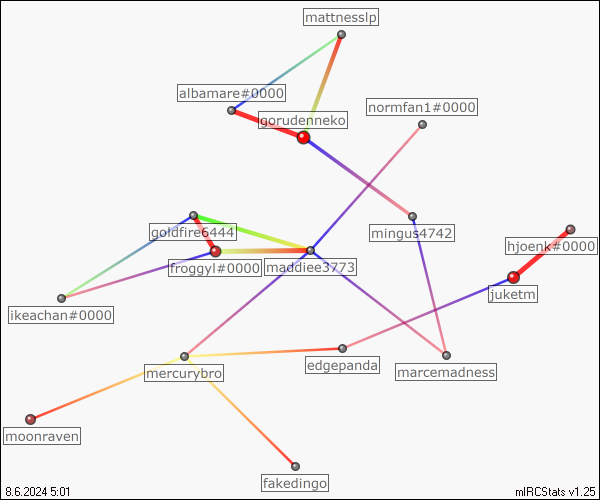 mattnesslp
albamare#0000
normfan1#0000
gorudenneko
goldfire6444
mingus4742
hjoenk#0000
froggyl#0000
maddiee3773
juketm
ikeachan#0000
edgepanda
marcemadness
mercurybro
moonraven
fakedingo
8.6.2024 5:01
mIRCStats v1.25